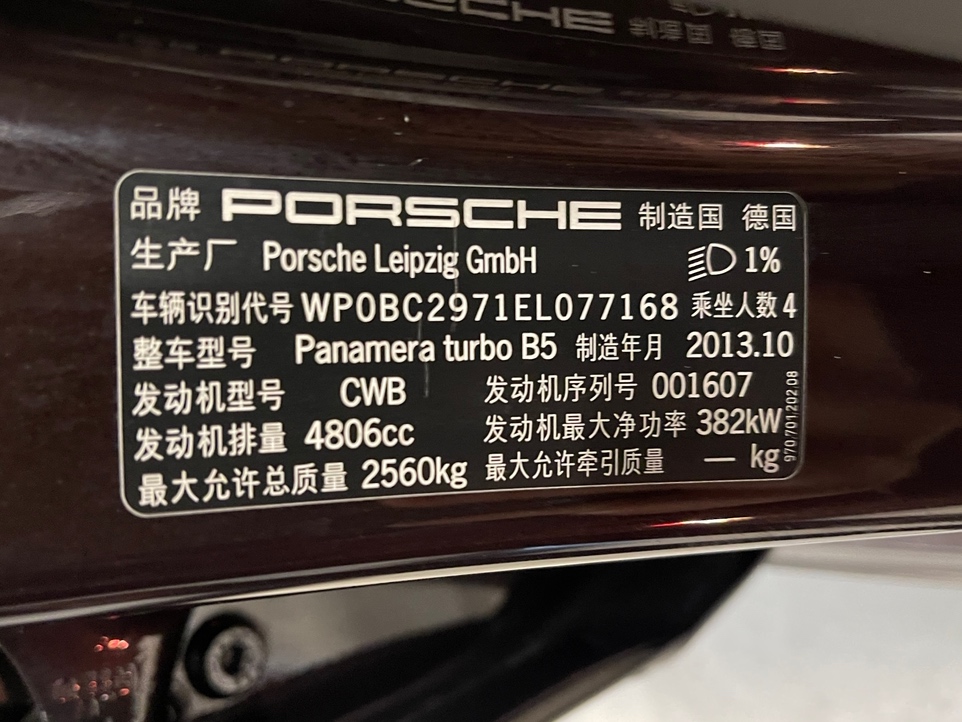 品牌 PORSCHE 制造国 德国
生产厂 Porsche Leipzig GmbH 1%
车辆识别代号 WP0BC2971EL077168 乘坐人数 4
整车型号 Panamera turbo B5 制造年月 2013.10
发动机型号 CWB 发动机序列号 001607
发动机排量 4806cc 发动机最大净功率 382kW
最大允许总质量 2560kg 最大允许牵引质量 — kg
970.701.202.08